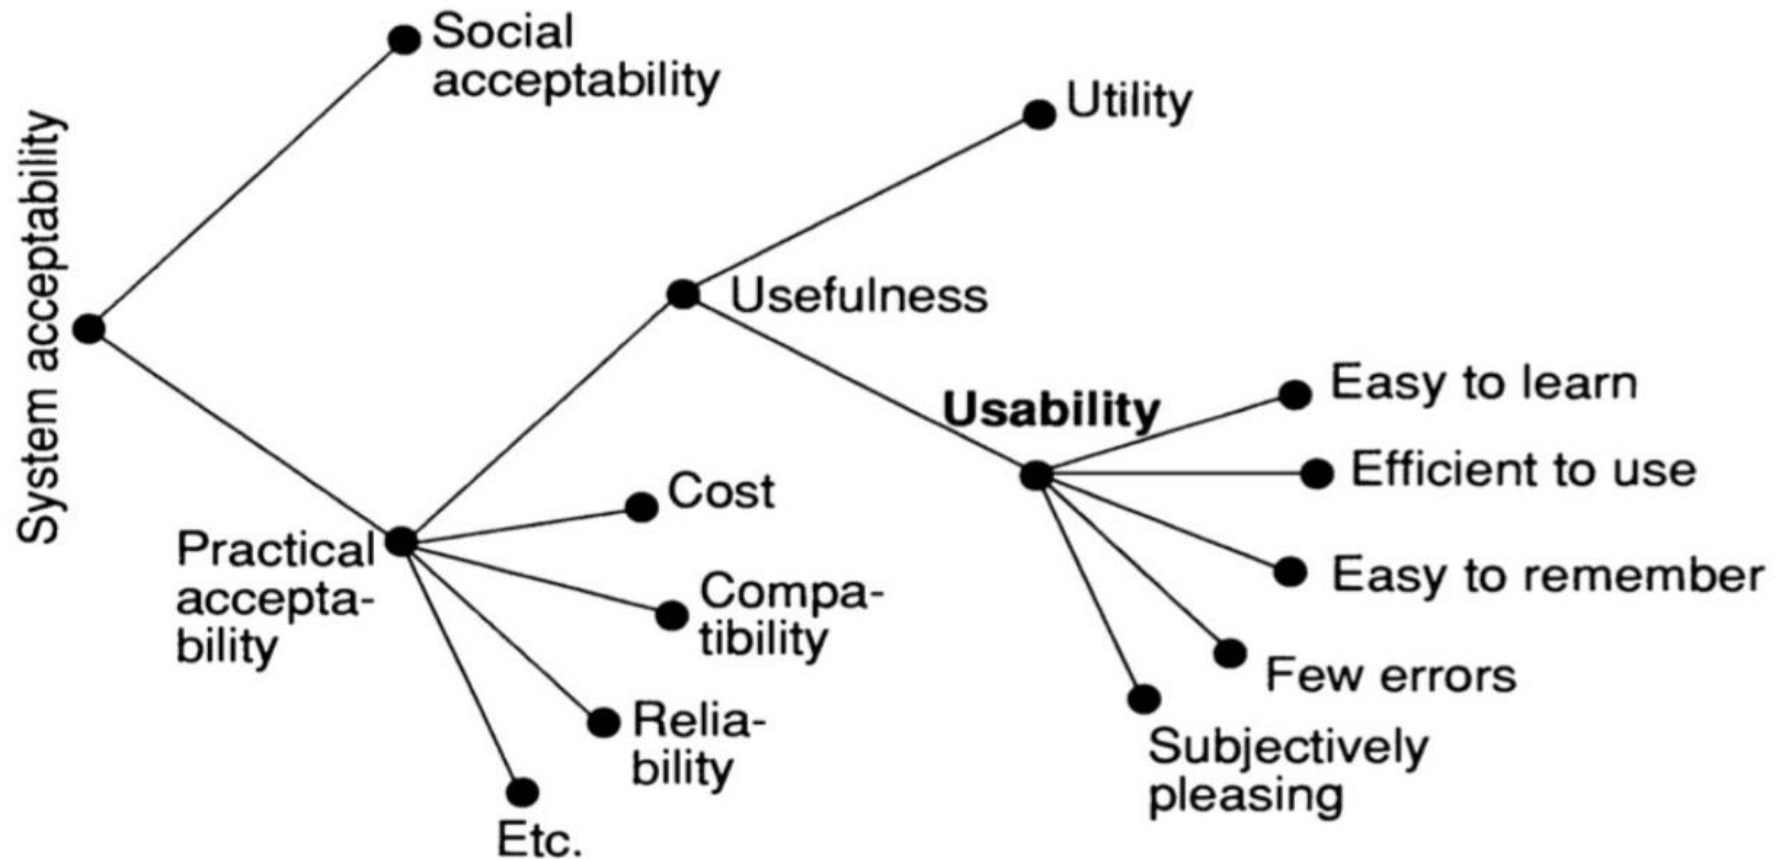 System acceptability
Social
acceptability
Utility
Usefulness
Usability
Easy to learn
Efficient to use
Easy to remember
Few errors
Subjectively
pleasing
Practical
accepta-
bility
Cost
Compa-
tibility
Relia-
bility
Etc.